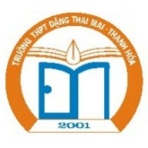 TRƯỜNG THPT ĐẶNG THAI MAI - THANH HÓA
2001